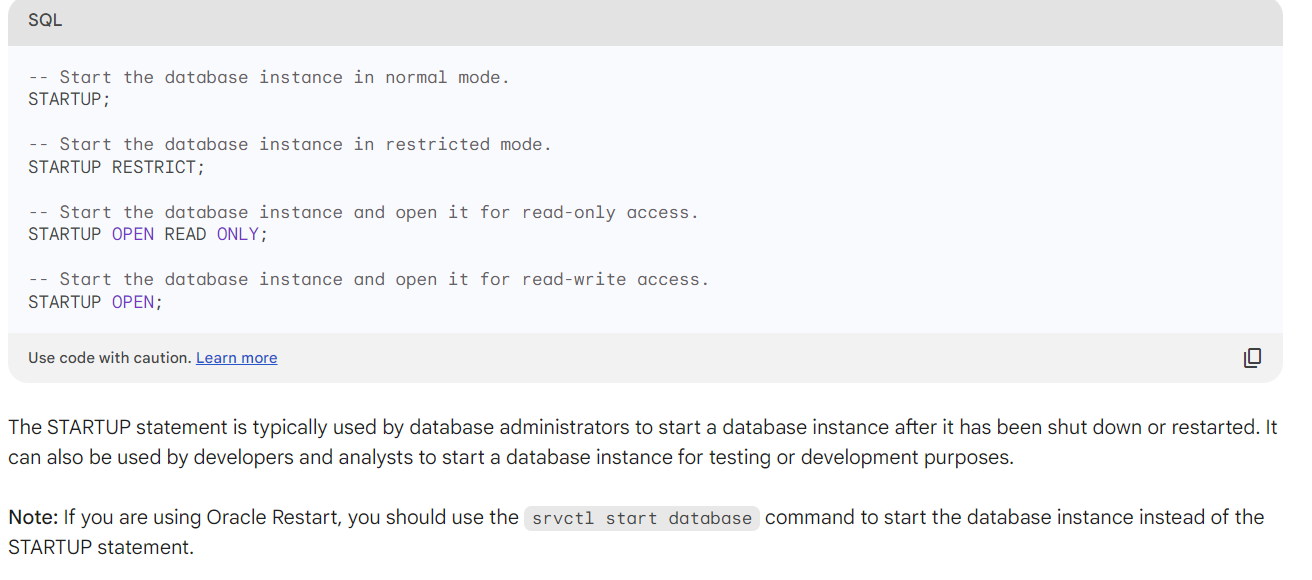 SQL
-- Start the database instance in normal mode.
STARTUP;
-- Start the database instance in restricted mode.
STARTUP RESTRICT;
-- Start the database instance and open it for read-only access.
STARTUP OPEN READ ONLY;
-- Start the database instance and open it for read-write access.
STARTUP OPEN;
Use code with caution. Learn more
The STARTUP statement is typically used by database administrators to start a database instance after it has been shut down or restarted. It
can also be used by developers and analysts to start a database instance for testing or development purposes.
Note: If you are using Oracle Restart, you should use the srvctl start database command to start the database instance instead of the
STARTUP statement.